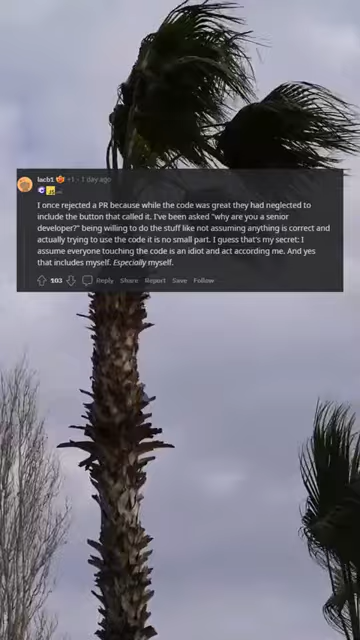 lacb1 +1 · 1 day ago
I once rejected a PR because while the code was great they had neglected to
include the button that called it. I've been asked "why are you a senior
developer?" being willing to do the stuff like not assuming anything is correct and
actually trying to use the code it is no small part. I guess that's my secret: I
assume everyone touching the code is an idiot and act according me. And yes
that includes myself. Especially myself.
103 Reply Share Report Save Follow